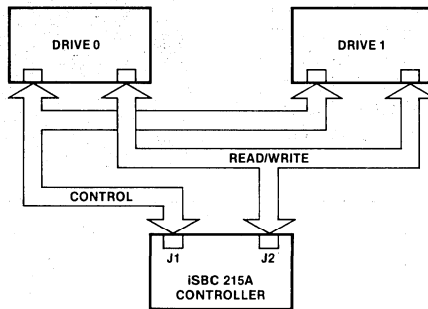 DRIVE 0
DRIVE 1
READ/WRITE
CONTROL
J1
J2
iSBC 215A
CONTROLLER